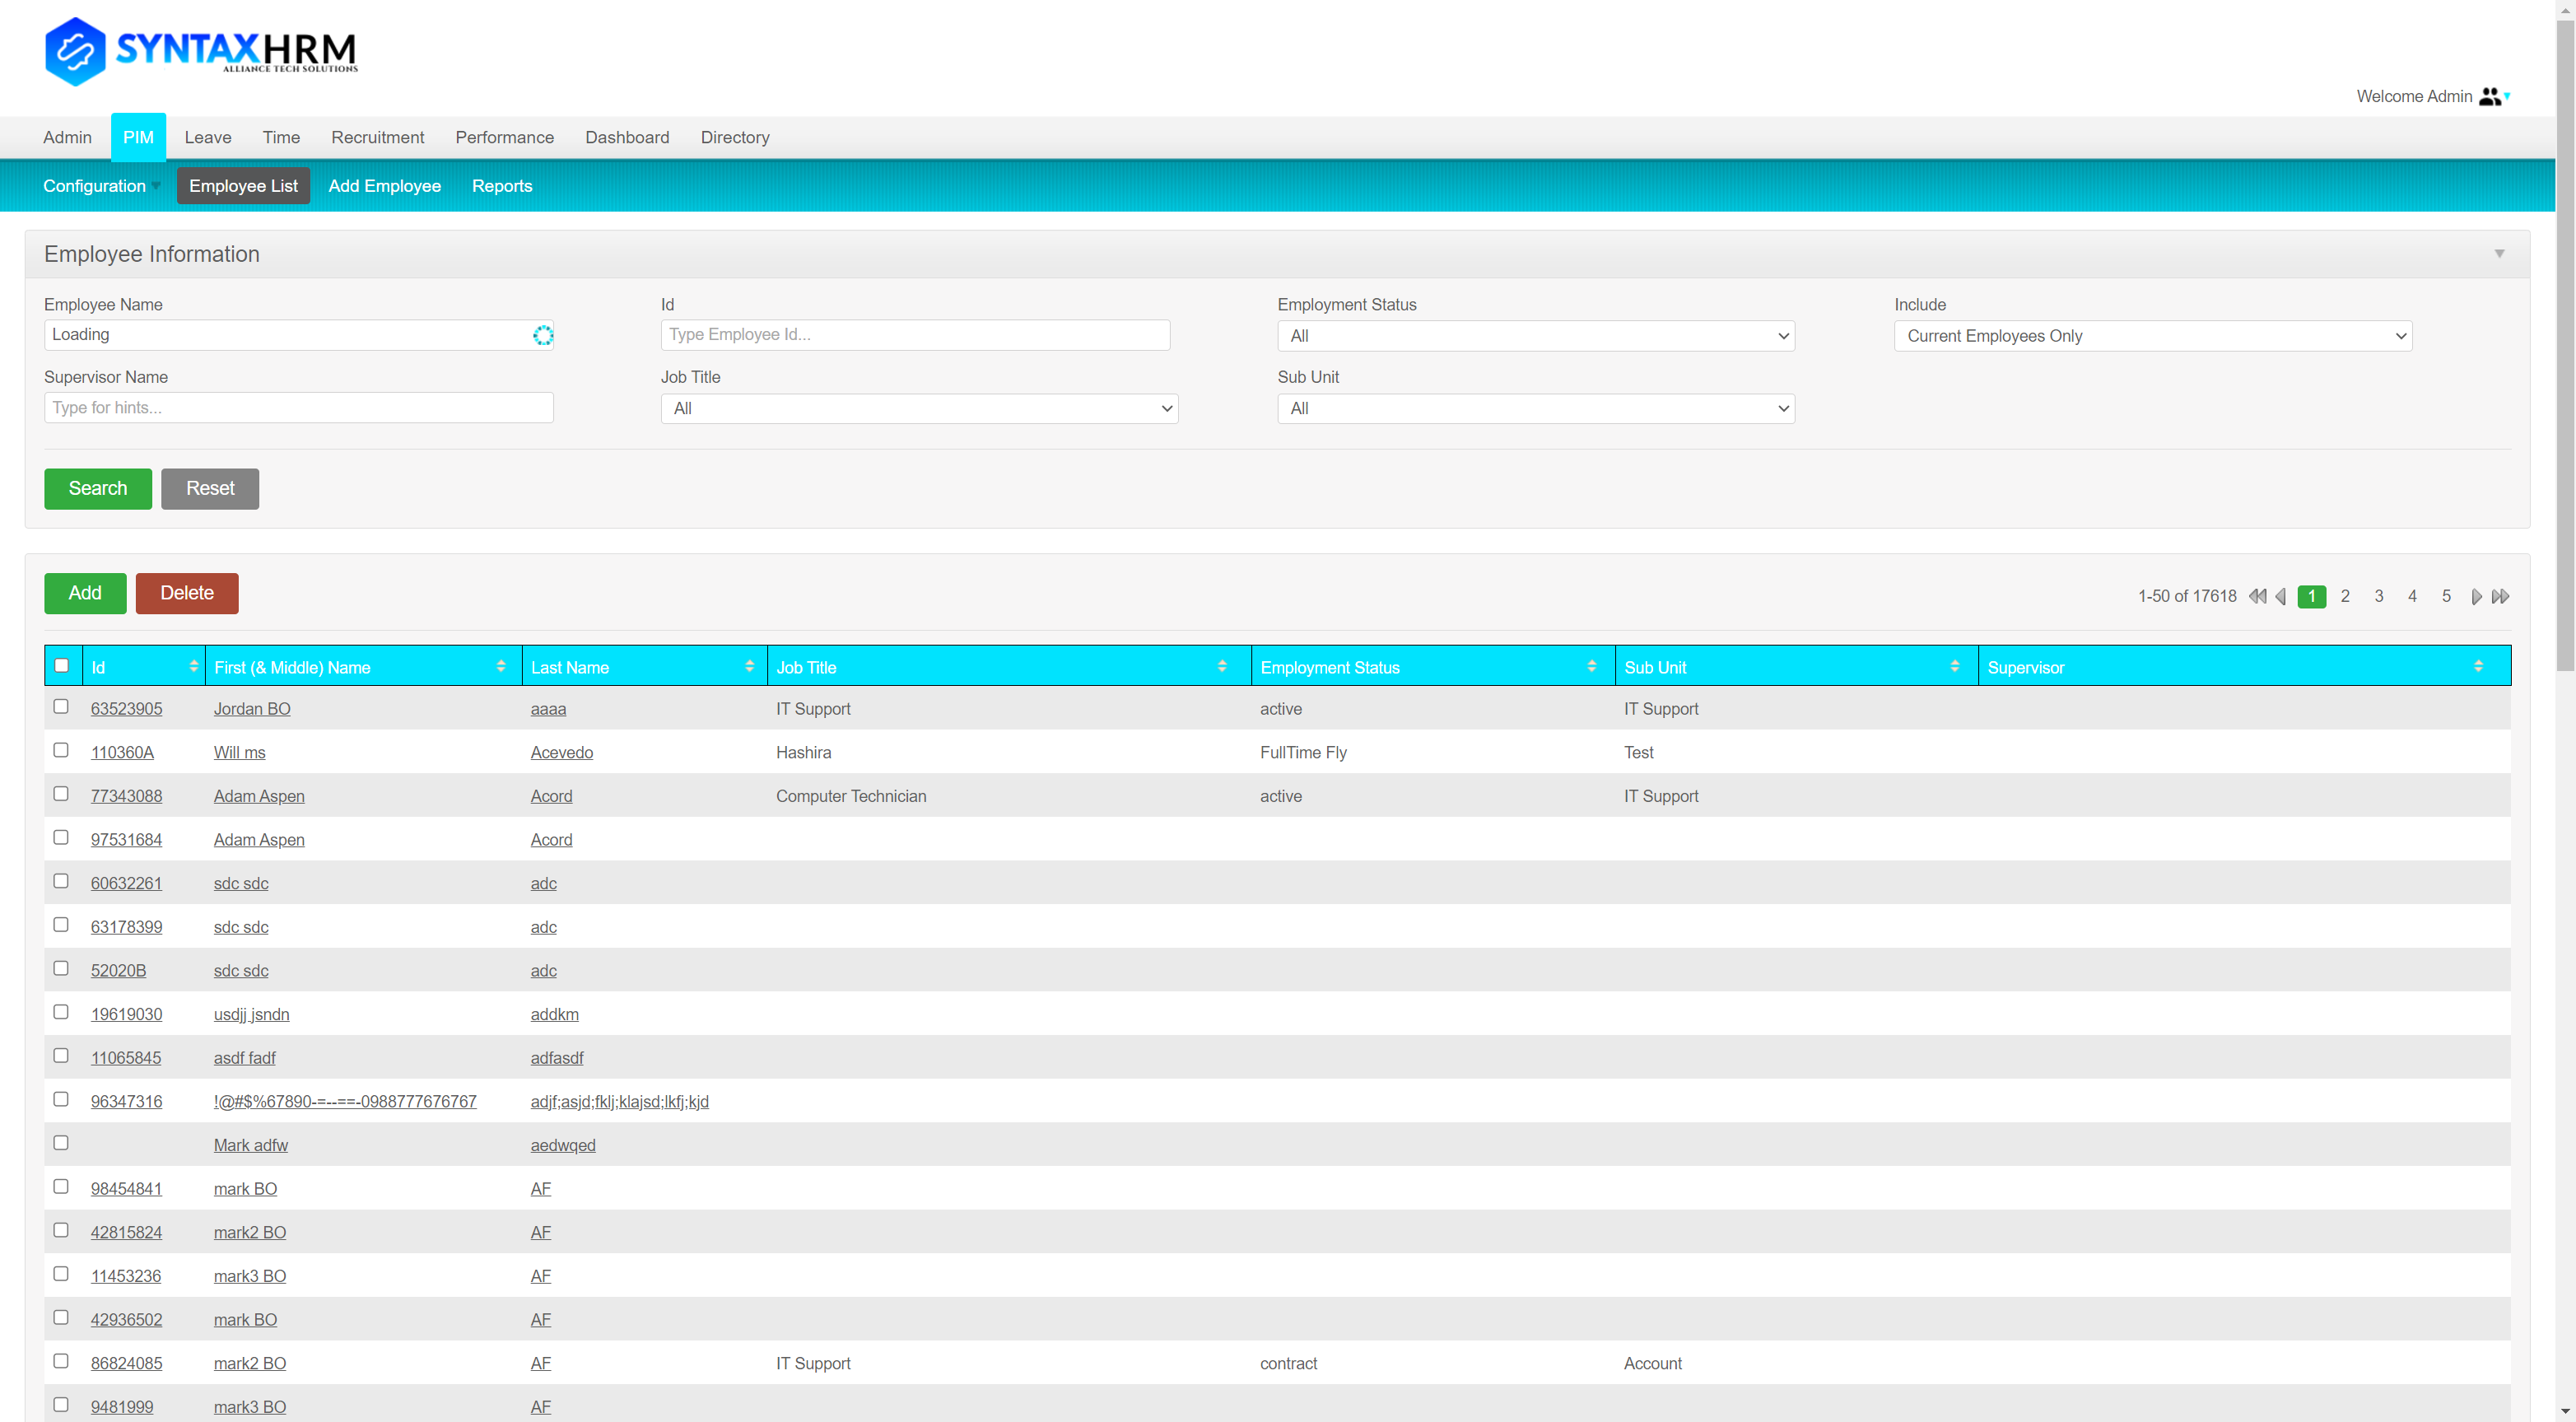 SYNTAXHRM
ALLIANCE TECH SOLUTIONS
Welcome Admin
Admin PIM Leave Time Recruitment Performance Dashboard Directory
Configuration Employee List Add Employee Reports
Employee Information
Employee Name Id Employment Status Include
Loading Type Employee Id... All Current Employees Only
Supervisor Name Job Title Sub Unit
Type for hints... All All
Search Reset
Add Delete 1-50 of 17618 1 2 3 4 5
Id First (& Middle) Name Last Name Job Title Employment Status Sub Unit Supervisor
63523905 Jordan BO aaaa IT Support active IT Support
110360A Will ms Acevedo Hashira FullTime Fly Test
77343088 Adam Aspen Acord Computer Technician active IT Support
97531684 Adam Aspen Acord
60632261 sdc sdc adc
63178399 sdc sdc adc
52020B sdc sdc adc
19619030 usdjj jsndn addkm
11065845 asdf fadf adfasdf
96347316 !@#$%67890-=--==-0988777676767 adjf;asjd;fklj;klajsd;lkfj;kjd
Mark adfw aedwqed
98454841 mark BO AF
42815824 mark2 BO AF
11453236 mark3 BO AF
42936502 mark BO AF
86824085 mark2 BO AF IT Support contract Account
9481999 mark3 BO AF